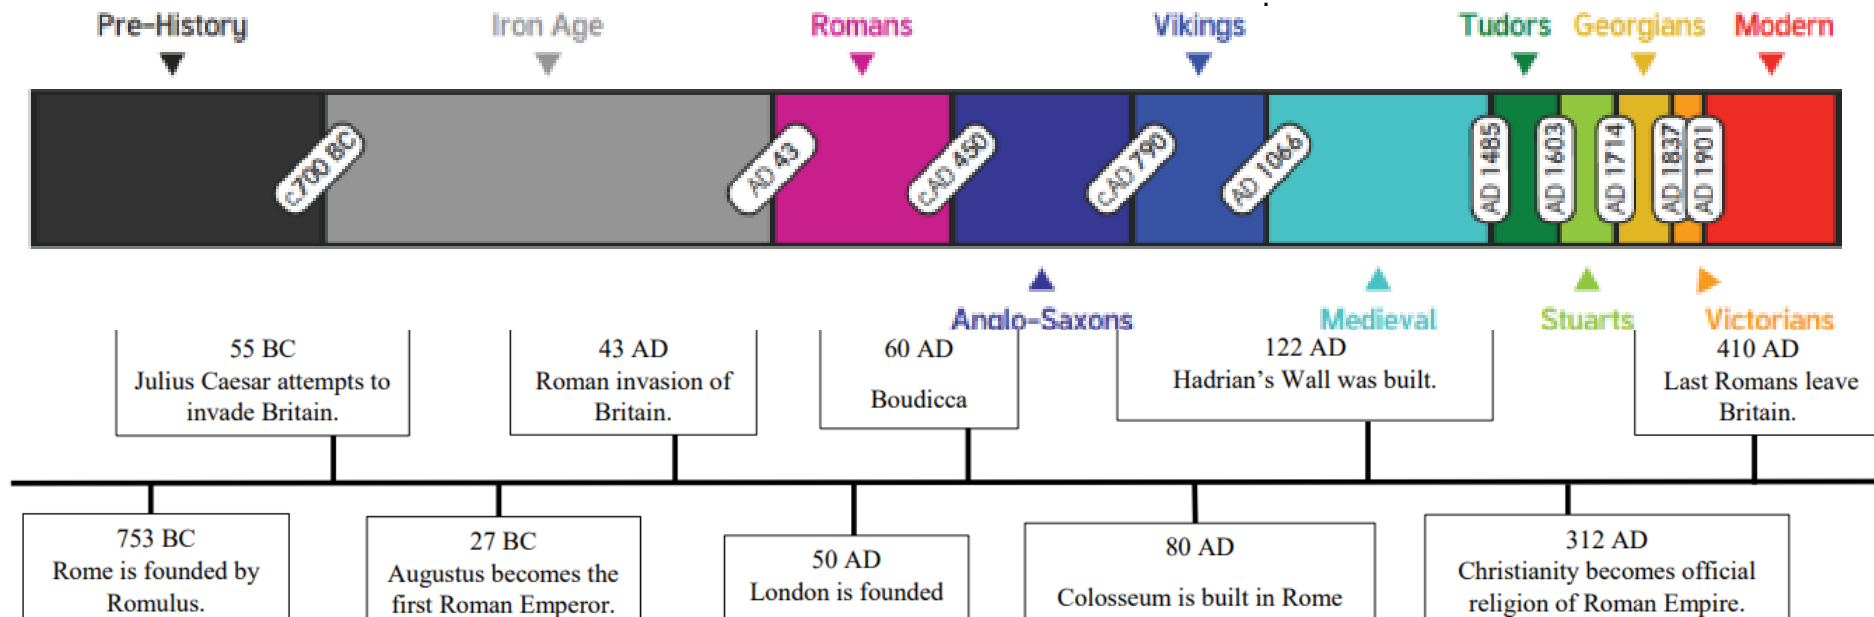 Pre-History
Iron Age
Romans
Vikings
Tudors
Georgians
Modern
c700 BC
AD 43
cAD 450
cAD 790
AD 1066
AD 1485
AD 1603
AD 1714
AD 1837
AD 1901
Anglo-Saxons
Medieval
Stuarts
Victorians
55 BC
Julius Caesar attempts to
invade Britain.
43 AD
Roman invasion of
Britain.
60 AD
Boudicca
122 AD
Hadrian’s Wall was built.
410 AD
Last Romans leave
Britain.
753 BC
Rome is founded by
Romulus.
27 BC
Augustus becomes the
first Roman Emperor.
50 AD
London is founded
80 AD
Colosseum is built in Rome
312 AD
Christianity becomes official
religion of Roman Empire.